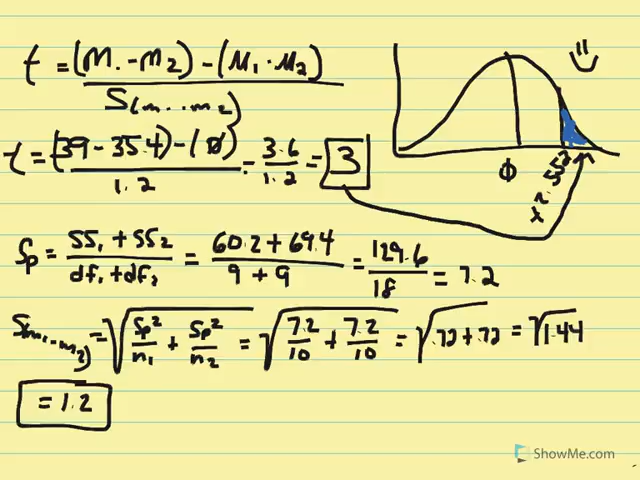 t = (M₁ - M₂) - (μ₁ · μ₂) / S(m₁ - m₂)
t = (39 - 35.4) - (0) / 1.2 = 3.6 / 1.2 = 3
0
+ 2.552
Sp = SS₁ + SS₂ / df₁ + df₂ = 60.2 + 69.4 / 9 + 9 = 129.6 / 18 = 7.2
S(m₁ - m₂) = √(Sp² / n₁ + Sp² / n₂) = √(7.2 / 10 + 7.2 / 10) = √(.72 + .72) = √1.44
= 1.2
ShowMe.com